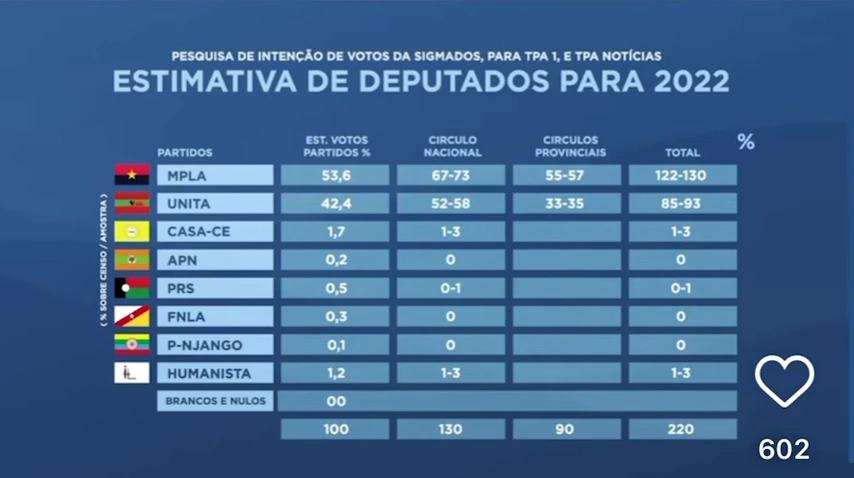 PESQUISA DE INTENÇÃO DE VOTOS DA SIGMADOS, PARA TPA 1, E TPA NOTÍCIAS
ESTIMATIVA DE DEPUTADOS PARA 2022
%
PARTIDOS EST. VOTOS PARTIDOS % CIRCULO NACIONAL CIRCULOS PROVINCIAIS TOTAL
MPLA 53,6 67-73 55-57 122-130
UNITA 42,4 52-58 33-35 85-93
CASA-CE 1,7 1-3 1-3
APN 0,2 0 0
PRS 0,5 0-1 0-1
FNLA 0,3 0 0
P-NJANGO 0,1 0 0
HUMANISTA 1,2 1-3 1-3
BRANCOS E NULOS 00
100 130 90 220
( % SOBRE CENSO / AMOSTRA )
602